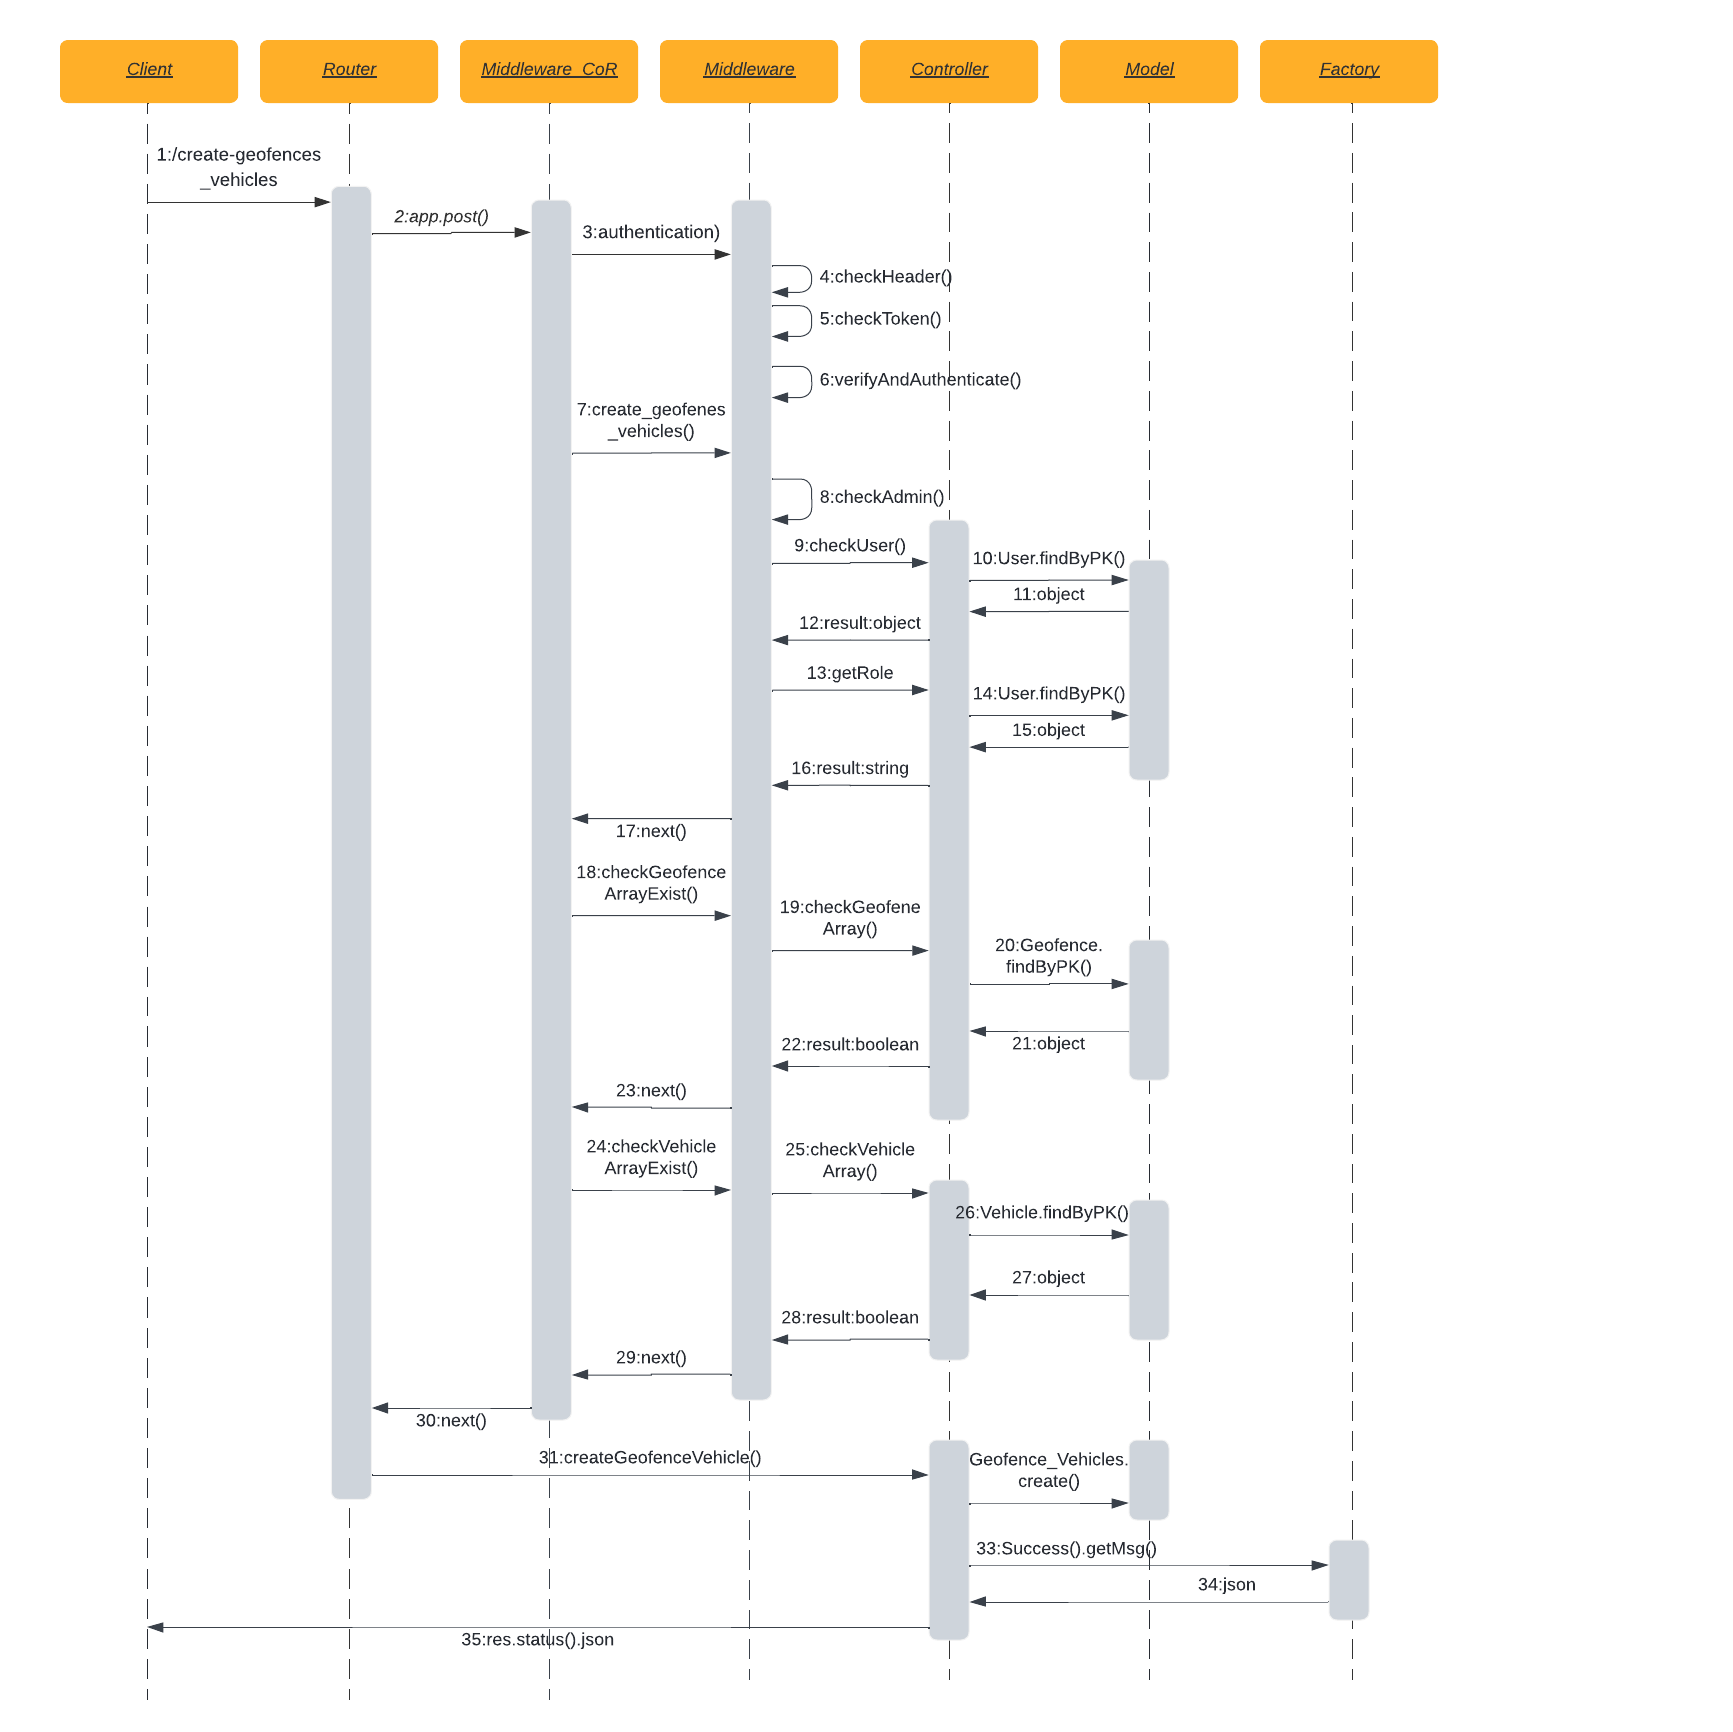 Client
Router
Middleware_CoR
Middleware
Controller
Model
Factory
1:/create-geofences
_vehicles
2:app.post()
3:authentication)
4:checkHeader()
5:checkToken()
6:verifyAndAuthenticate()
7:create_geofenes
_vehicles()
8:checkAdmin()
9:checkUser()
10:User.findByPK()
11:object
12:result:object
13:getRole
14:User.findByPK()
15:object
16:result:string
17:next()
18:checkGeofence
ArrayExist()
19:checkGeofene
Array()
20:Geofence.
findByPK()
21:object
22:result:boolean
23:next()
24:checkVehicle
ArrayExist()
25:checkVehicle
Array()
26:Vehicle.findByPK()
27:object
28:result:boolean
29:next()
30:next()
31:createGeofenceVehicle()
Geofence_Vehicles.
create()
33:Success().getMsg()
34:json
35:res.status().json